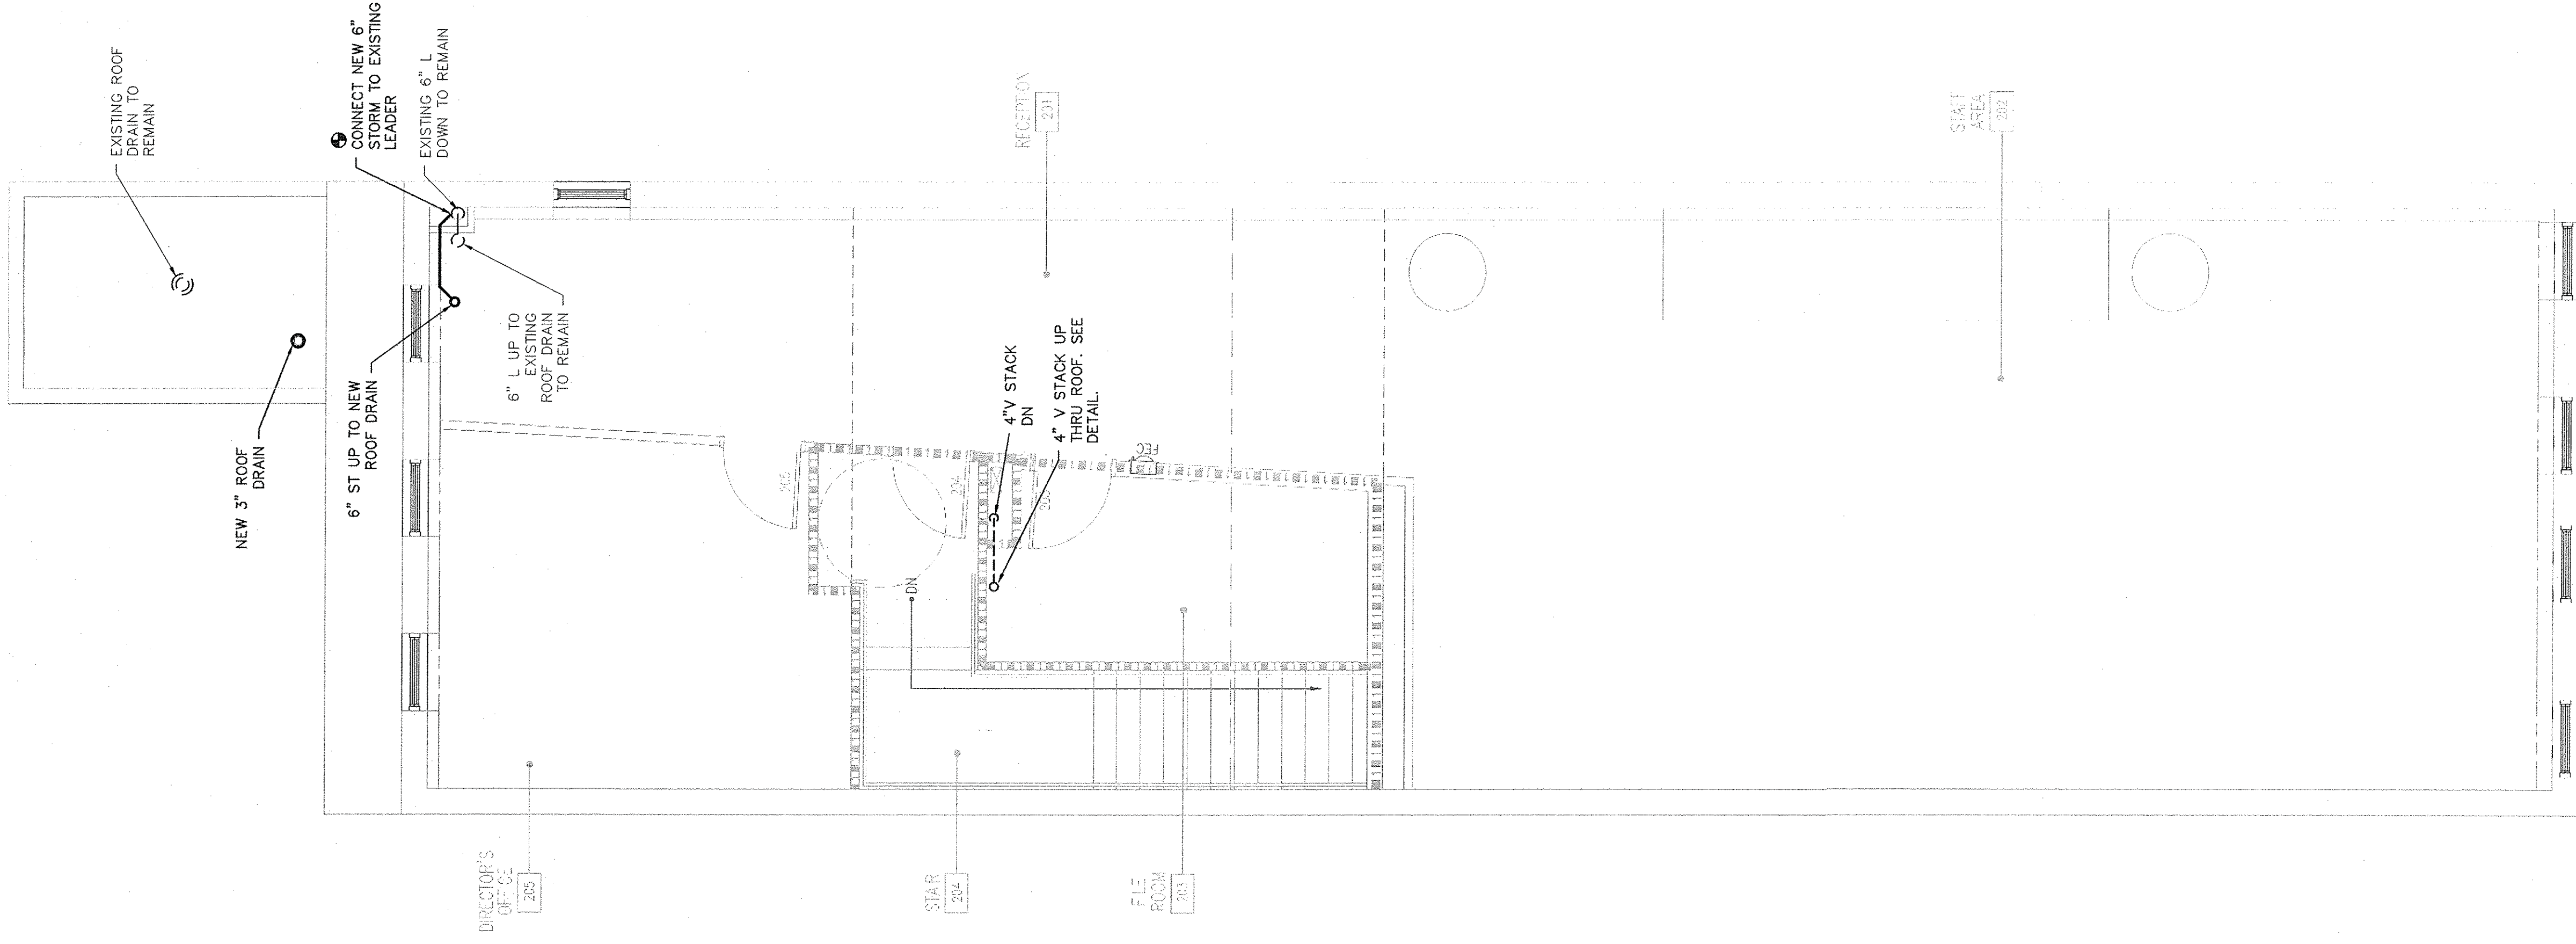 EXISTING ROOF
DRAIN TO
REMAIN
CONNECT NEW 6"
STORM TO EXISTING
LEADER
EXISTING 6" L
DOWN TO REMAIN
NEW 3" ROOF
DRAIN
6" ST UP TO NEW
ROOF DRAIN
6" L UP TO
EXISTING
ROOF DRAIN
TO REMAIN
RECEPTION
201
STAFF
AREA
202
4"V STACK
DN
4" V STACK UP
THRU ROOF. SEE
DETAIL.
FEC
205
204
203
DN
DIRECTOR'S
OFFICE
205
STAIR
204
FILE
ROOM
203